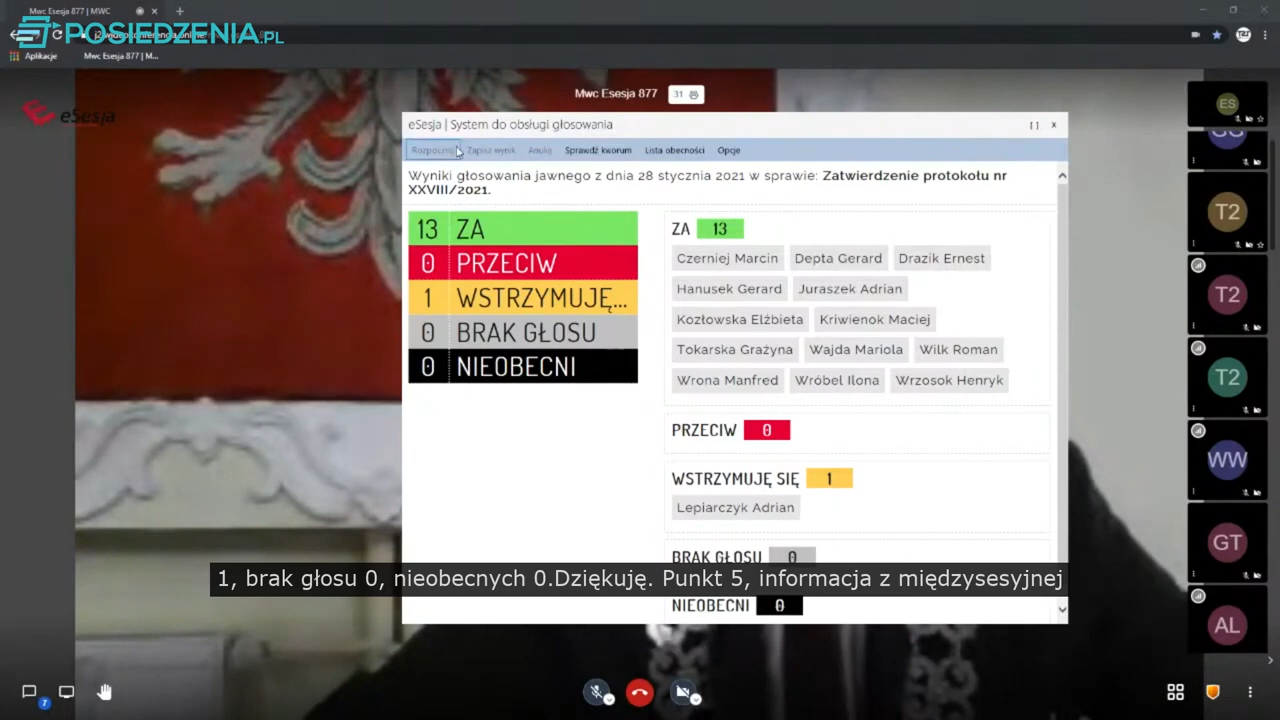 Mwc Esesja 877 | MWC
POSIEDZENIA.PL
Aplikacje
Mwc Esesja 877 | M...
eSesja
Mwc Esesja 877
31
eSesja | System do obsługi głosowania
Rozpocznij Zapisz wynik Anuluj Sprawdź kworum Lista obecności Opcje
Wyniki głosowania jawnego z dnia 28 stycznia 2021 w sprawie: Zatwierdzenie protokołu nr
XXVIII/2021.
13 ZA
0 PRZECIW
1 WSTRZYMUJĘ...
0 BRAK GŁOSU
0 NIEOBECNI
ZA 13
Czerniej Marcin Depta Gerard Drazik Ernest
Hanusek Gerard Juraszek Adrian
Kozłowska Elżbieta Kriwienok Maciej
Tokarska Grażyna Wajda Mariola Wilk Roman
Wrona Manfred Wróbel Ilona Wrzosok Henryk
PRZECIW 0
WSTRZYMUJĘ SIĘ 1
Lepiarczyk Adrian
BRAK GŁOSU 0
1, brak głosu 0, nieobecnych 0.Dziękuję. Punkt 5, informacja z międzysesyjnej
NIEOBECNI 0
ES
T2
T2
T2
WW
GT
AL
7